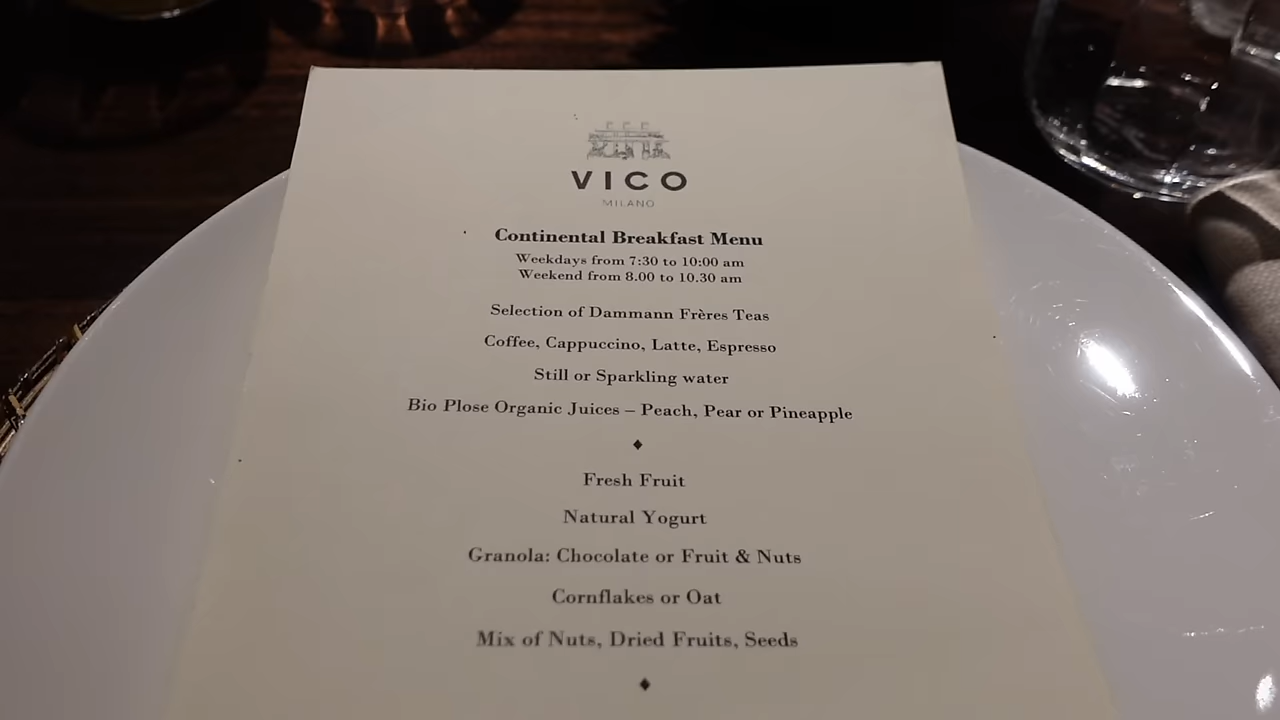 VICO
MILANO
Continental Breakfast Menu
Weekdays from 7:30 to 10:00 am
Weekend from 8.00 to 10.30 am
Selection of Dammann Frères Teas
Coffee, Cappuccino, Latte, Espresso
Still or Sparkling water
Bio Plose Organic Juices – Peach, Pear or Pineapple
Fresh Fruit
Natural Yogurt
Granola: Chocolate or Fruit & Nuts
Cornflakes or Oat
Mix of Nuts, Dried Fruits, Seeds